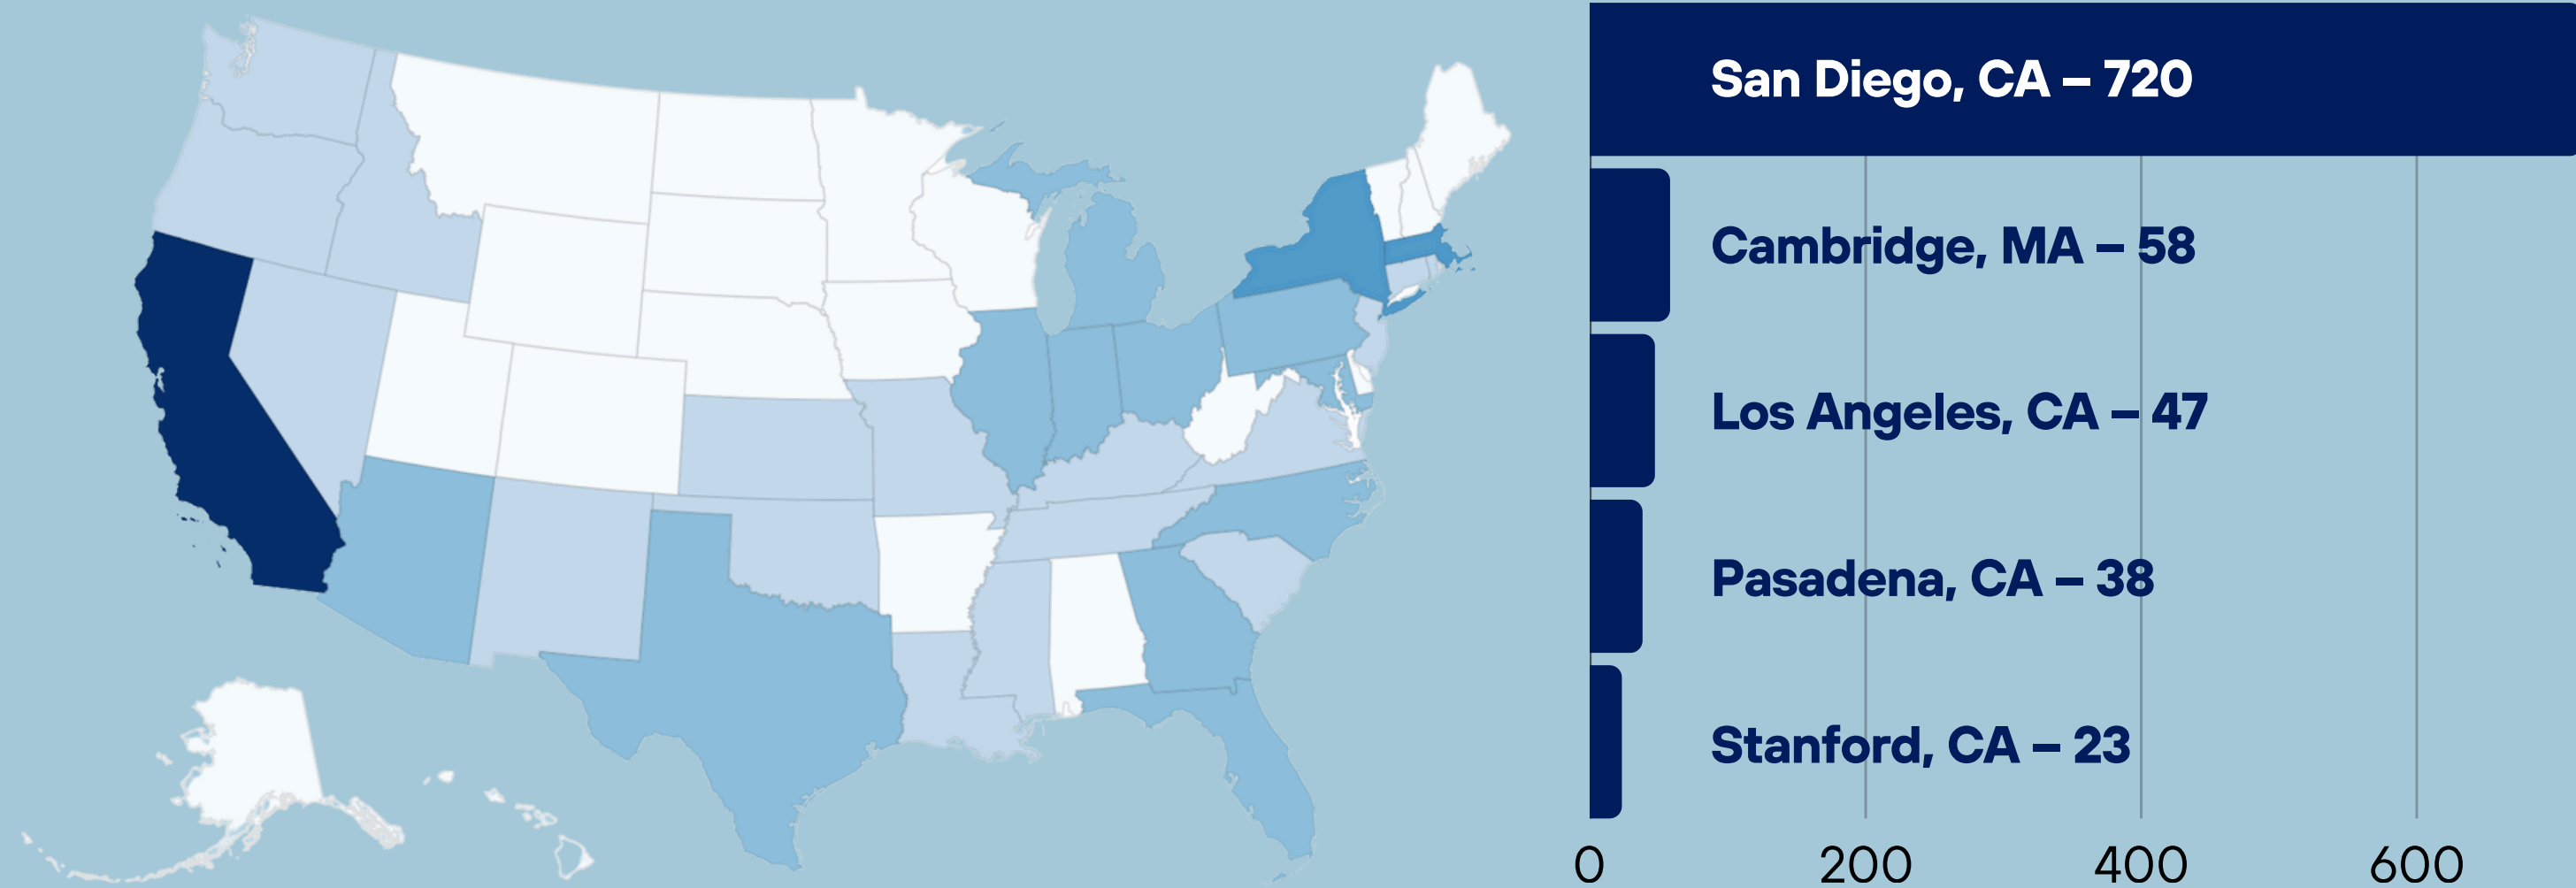 San Diego, CA – 720
Cambridge, MA – 58
Los Angeles, CA – 47
Pasadena, CA – 38
Stanford, CA – 23
0 200 400 600